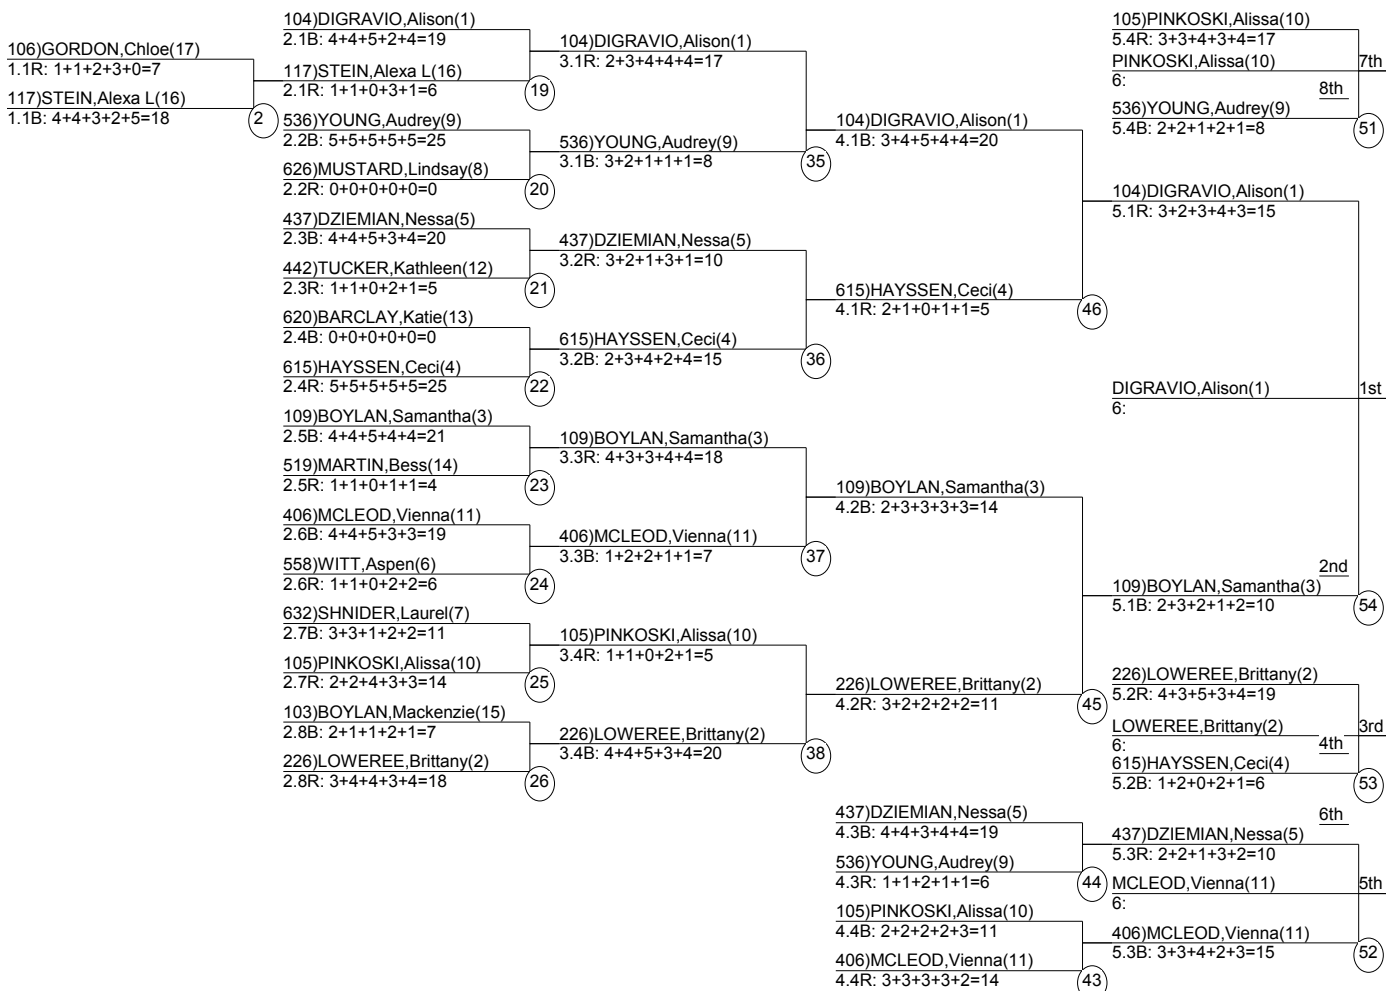 106)GORDON,Chloe(17)
1.1R: 1+1+2+3+0=7
117)STEIN,Alexa L(16)
1.1B: 4+4+3+2+5=18
2
104)DIGRAVIO,Alison(1)
2.1B: 4+4+5+2+4=19
117)STEIN,Alexa L(16)
2.1R: 1+1+0+3+1=6
19
536)YOUNG,Audrey(9)
2.2B: 5+5+5+5+5=25
626)MUSTARD,Lindsay(8)
2.2R: 0+0+0+0+0=0
20
437)DZIEMIAN,Nessa(5)
2.3B: 4+4+5+3+4=20
442)TUCKER,Kathleen(12)
2.3R: 1+1+0+2+1=5
21
620)BARCLAY,Katie(13)
2.4B: 0+0+0+0+0=0
615)HAYSSEN,Ceci(4)
2.4R: 5+5+5+5+5=25
22
109)BOYLAN,Samantha(3)
2.5B: 4+4+5+4+4=21
519)MARTIN,Bess(14)
2.5R: 1+1+0+1+1=4
23
406)MCLEOD,Vienna(11)
2.6B: 4+4+5+3+3=19
558)WITT,Aspen(6)
2.6R: 1+1+0+2+2=6
24
632)SHNIDER,Laurel(7)
2.7B: 3+3+1+2+2=11
105)PINKOSKI,Alissa(10)
2.7R: 2+2+4+3+3=14
25
103)BOYLAN,Mackenzie(15)
2.8B: 2+1+1+2+1=7
226)LOWEREE,Brittany(2)
2.8R: 3+4+4+3+4=18
26
104)DIGRAVIO,Alison(1)
3.1R: 2+3+4+4+4=17
536)YOUNG,Audrey(9)
3.1B: 3+2+1+1+1=8
35
437)DZIEMIAN,Nessa(5)
3.2R: 3+2+1+3+1=10
615)HAYSSEN,Ceci(4)
3.2B: 2+3+4+2+4=15
36
109)BOYLAN,Samantha(3)
3.3R: 4+3+3+4+4=18
406)MCLEOD,Vienna(11)
3.3B: 1+2+2+1+1=7
37
105)PINKOSKI,Alissa(10)
3.4R: 1+1+0+2+1=5
226)LOWEREE,Brittany(2)
3.4B: 4+4+5+3+4=20
38
104)DIGRAVIO,Alison(1)
4.1B: 3+4+5+4+4=20
615)HAYSSEN,Ceci(4)
4.1R: 2+1+0+1+1=5
46
109)BOYLAN,Samantha(3)
4.2B: 2+3+3+3+3=14
226)LOWEREE,Brittany(2)
4.2R: 3+2+2+2+2=11
45
437)DZIEMIAN,Nessa(5)
4.3B: 4+4+3+4+4=19
536)YOUNG,Audrey(9)
4.3R: 1+1+2+1+1=6
44
105)PINKOSKI,Alissa(10)
4.4B: 2+2+2+2+3=11
406)MCLEOD,Vienna(11)
4.4R: 3+3+3+3+2=14
43
105)PINKOSKI,Alissa(10)
5.4R: 3+3+4+3+4=17
PINKOSKI,Alissa(10)
7th
6:
8th
536)YOUNG,Audrey(9)
5.4B: 2+2+1+2+1=8
51
104)DIGRAVIO,Alison(1)
5.1R: 3+2+3+4+3=15
DIGRAVIO,Alison(1)
1st
6:
2nd
109)BOYLAN,Samantha(3)
5.1B: 2+3+2+1+2=10
54
226)LOWEREE,Brittany(2)
5.2R: 4+3+5+3+4=19
LOWEREE,Brittany(2)
3rd
6:
4th
615)HAYSSEN,Ceci(4)
5.2B: 1+2+0+2+1=6
53
6th
437)DZIEMIAN,Nessa(5)
5.3R: 2+2+1+3+2=10
MCLEOD,Vienna(11)
5th
6:
406)MCLEOD,Vienna(11)
5.3B: 3+3+4+2+3=15
52